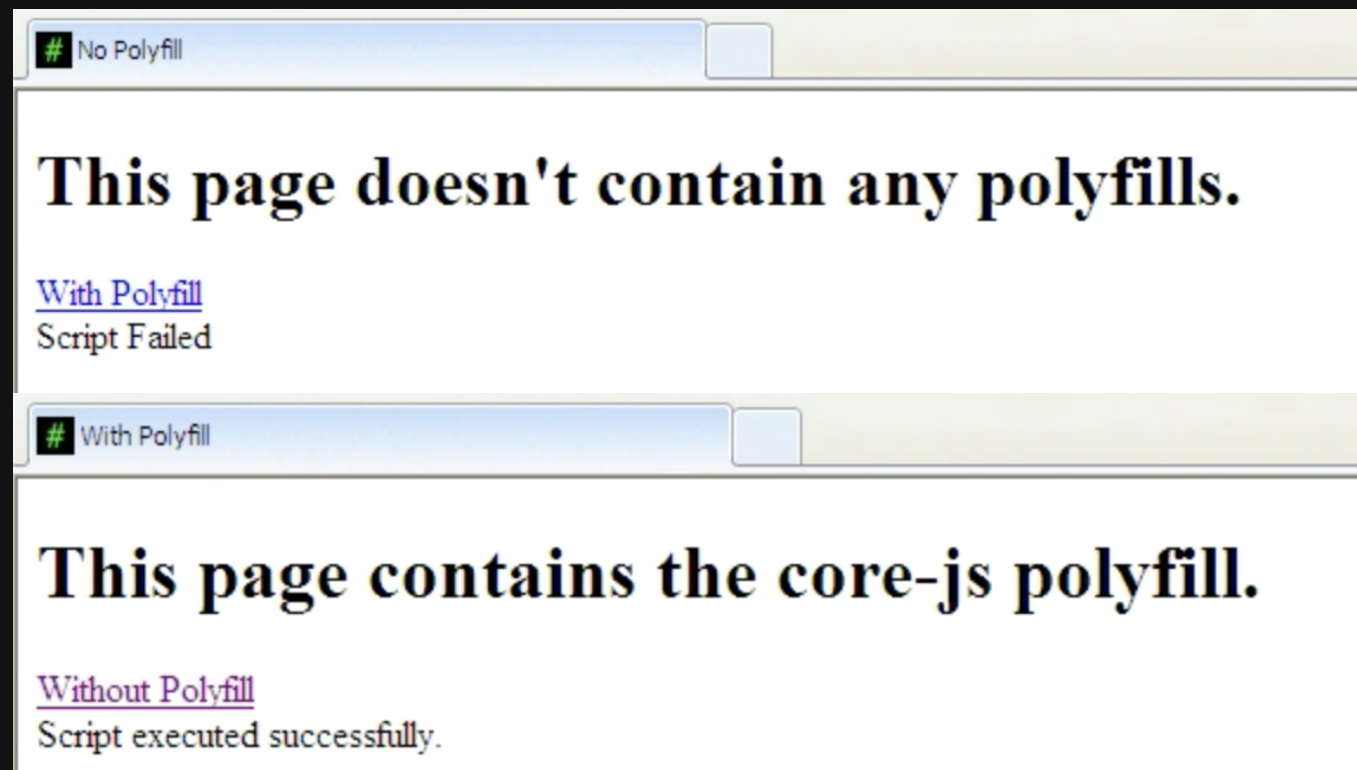 # No Polyfill
This page doesn't contain any polyfills.
With Polyfill
Script Failed
# With Polyfill
This page contains the core-js polyfill.
Without Polyfill
Script executed successfully.